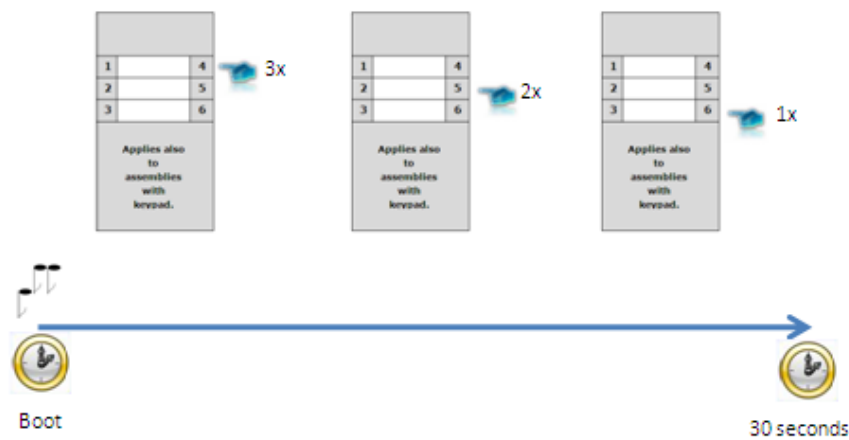 1 4
2 5
3 6
Applies also
to
assemblies
with
keypad.
3x
1 4
2 5
3 6
Applies also
to
assemblies
with
keypad.
2x
1 4
2 5
3 6
Applies also
to
assemblies
with
keypad.
1x
Boot
30 seconds